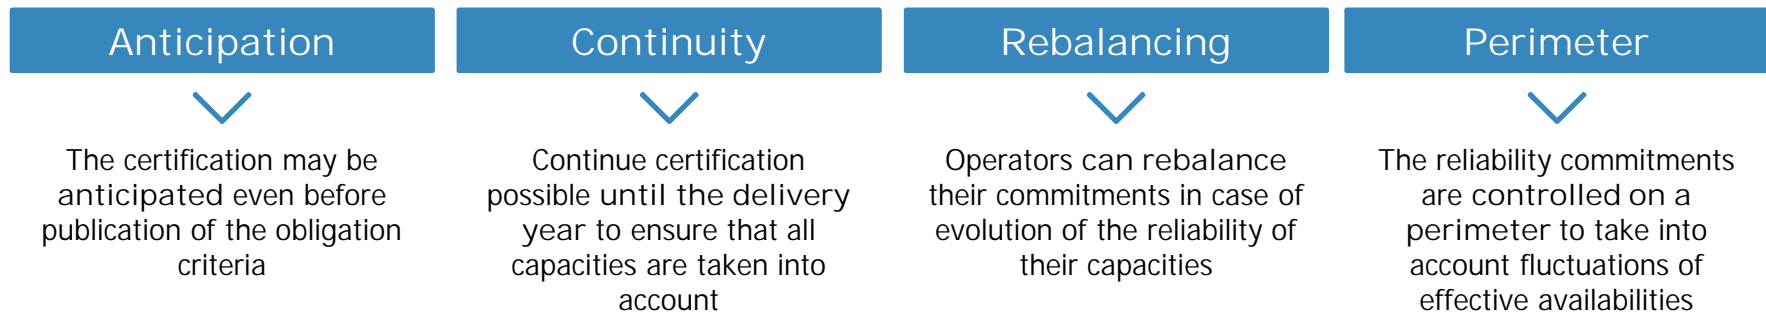 Anticipation
The certification may be
anticipated even before
publication of the obligation
criteria
Continuity
Continue certification
possible until the delivery
year to ensure that all
capacities are taken into
account
Rebalancing
Operators can rebalance
their commitments in case of
evolution of the reliability of
their capacities
Perimeter
The reliability commitments
are controlled on a
perimeter to take into
account fluctuations of
effective availabilities